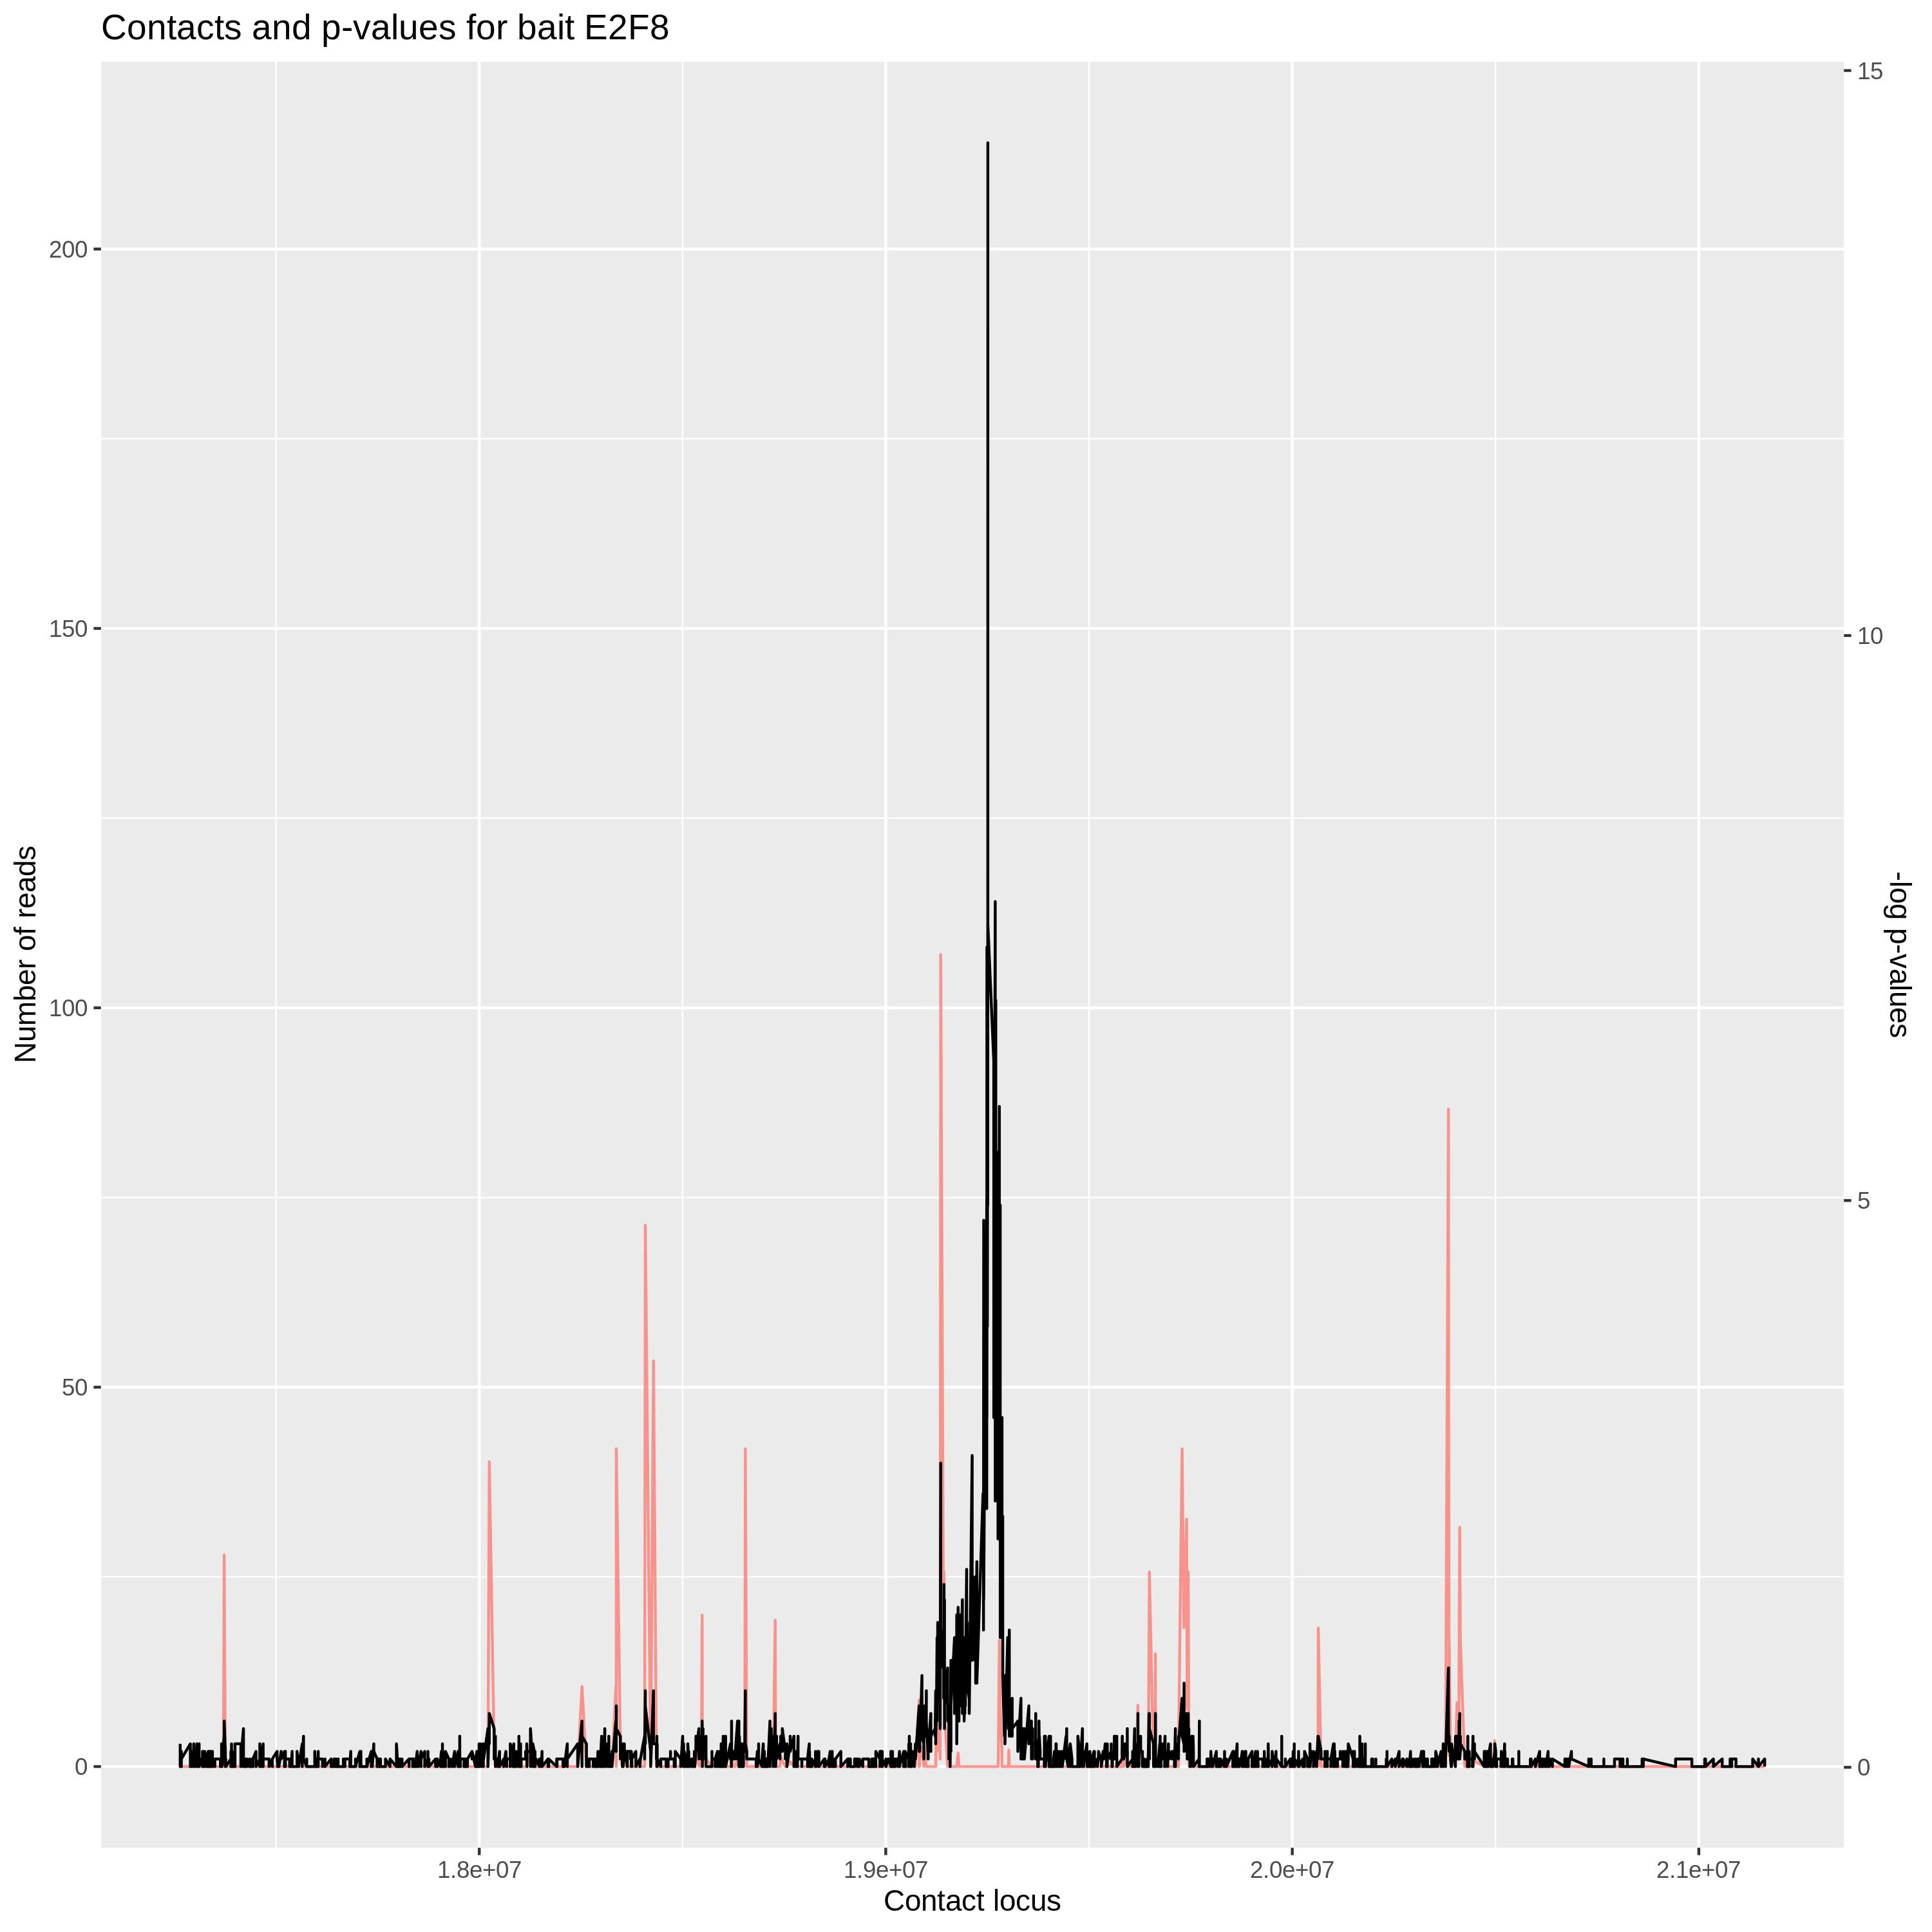 Contacts and p-values for bait E2F8
15
200
150
10
Number of reads
-log p-values
100
5
50
0
0
1.8e+07
1.9e+07
2.0e+07
2.1e+07
Contact locus